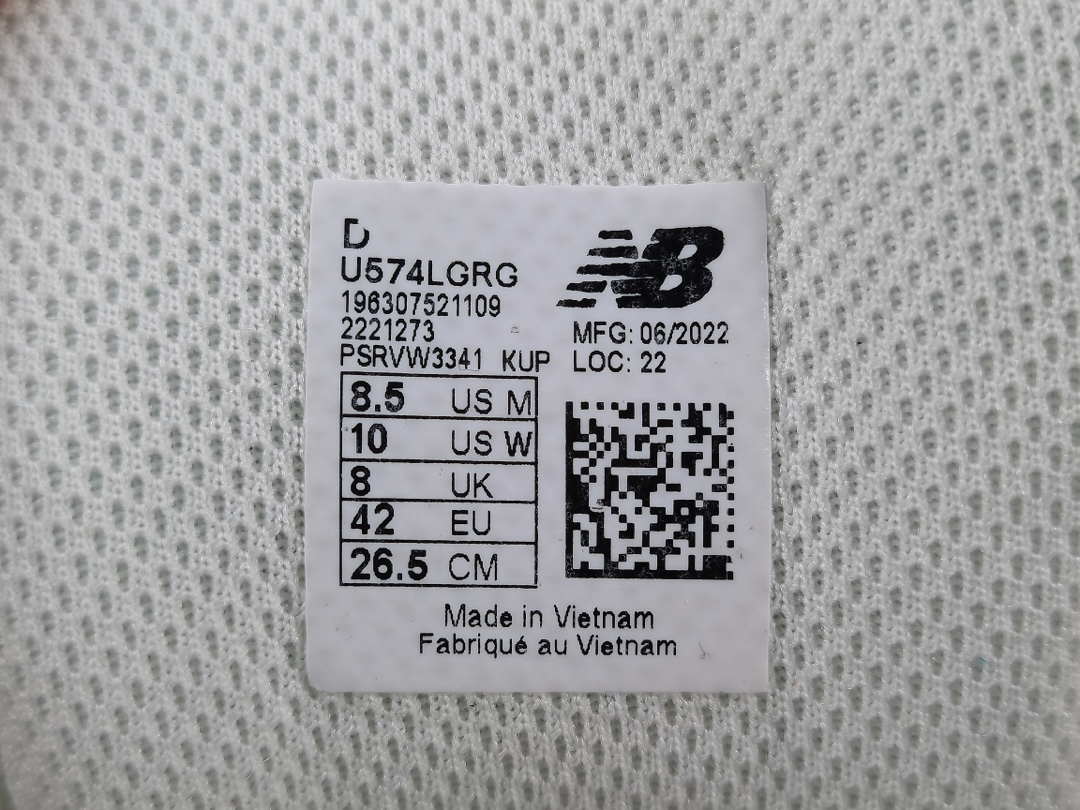 D
U574LGRG
196307521109
2221273
PSRVW3341 KUP
NB
MFG: 06/2022
LOC: 22
8.5 US M
10 US W
8 UK
42 EU
26.5 CM
Made in Vietnam
Fabriqué au Vietnam